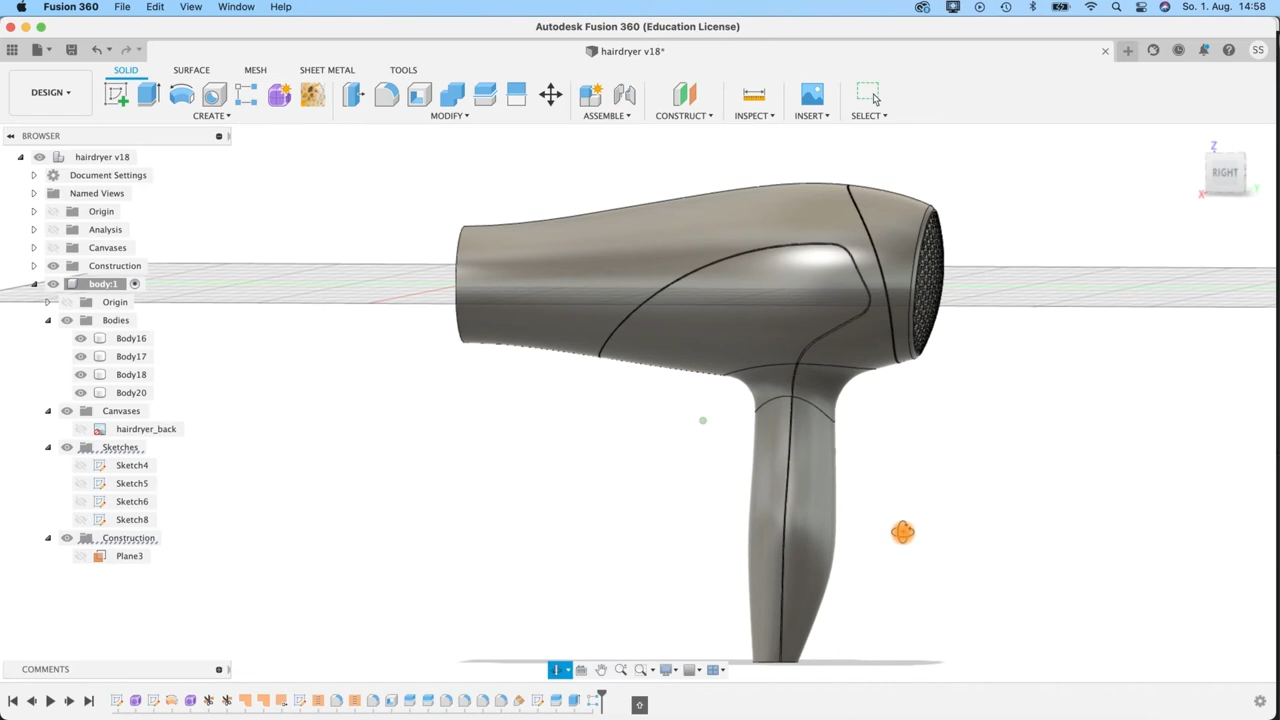 Fusion 360 File Edit View Window Help So. 1. Aug. 14:58
Autodesk Fusion 360 (Education License)
hairdryer v18* SS
SOLID SURFACE MESH SHEET METAL TOOLS
DESIGN
CREATE MODIFY ASSEMBLE CONSTRUCT INSPECT INSERT SELECT
BROWSER
hairdryer v18
Document Settings
Named Views
Origin
Analysis
Canvases
Construction
body:1
Origin
Bodies
Body16
Body17
Body18
Body20
Canvases
hairdryer_back
Sketches
Sketch4
Sketch5
Sketch6
Sketch8
Construction
Plane3
Z
RIGHT
X Y
COMMENTS